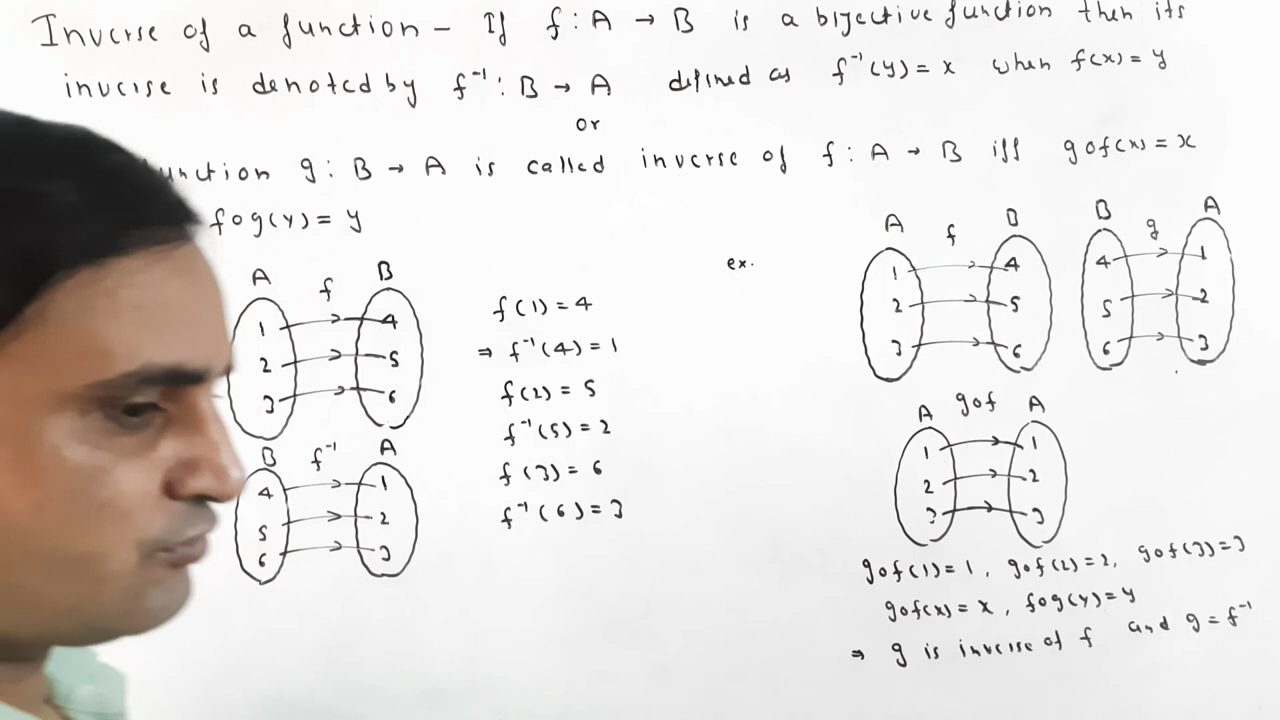 Inverse of a function - If f : A → B is a bijective function then its
inverse is denoted by f⁻¹ : B → A defined as f⁻¹(y) = x when f(x) = y
or
unction g : B → A is called inverse of f : A → B iff gof(x) = x
fog(y) = y
A f B
1 4
2 5
3 6
B f⁻¹ A
4 1
5 2
6 3
f(1) = 4
⇒ f⁻¹(4) = 1
f(2) = 5
f⁻¹(5) = 2
f(3) = 6
f⁻¹(6) = 3
ex.
A f B
1 4
2 5
3 6
B g A
4 1
5 2
6 3
A gof A
1 1
2 2
3 3
gof(1) = 1, gof(2) = 2, gof(3) = 3
gof(x) = x, fog(y) = y
⇒ g is inverse of f and g = f⁻¹